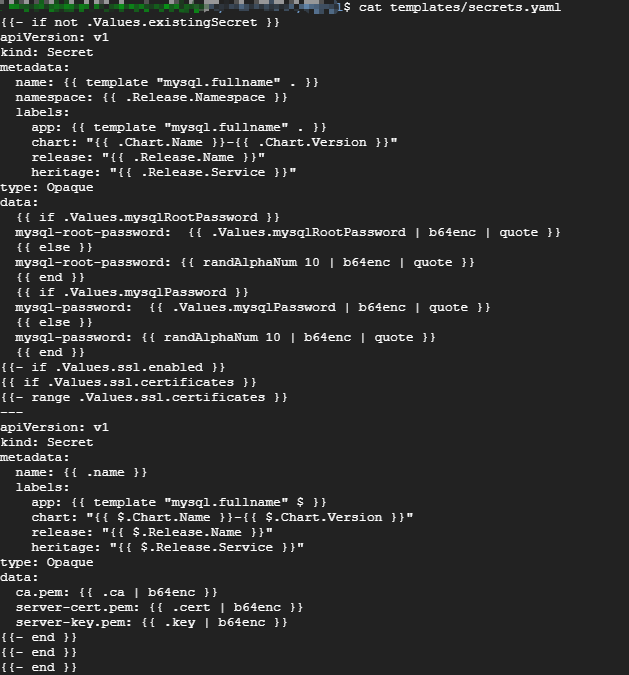 $ cat templates/secrets.yaml
{{- if not .Values.existingSecret }}
apiVersion: v1
kind: Secret
metadata:
  name: {{ template "mysql.fullname" . }}
  namespace: {{ .Release.Namespace }}
  labels:
    app: {{ template "mysql.fullname" . }}
    chart: "{{ .Chart.Name }}-{{ .Chart.Version }}"
    release: "{{ .Release.Name }}"
    heritage: "{{ .Release.Service }}"
type: Opaque
data:
  {{ if .Values.mysqlRootPassword }}
  mysql-root-password:  {{ .Values.mysqlRootPassword | b64enc | quote }}
  {{ else }}
  mysql-root-password: {{ randAlphaNum 10 | b64enc | quote }}
  {{ end }}
  {{ if .Values.mysqlPassword }}
  mysql-password:  {{ .Values.mysqlPassword | b64enc | quote }}
  {{ else }}
  mysql-password: {{ randAlphaNum 10 | b64enc | quote }}
  {{ end }}
{{- if .Values.ssl.enabled }}
{{ if .Values.ssl.certificates }}
{{- range .Values.ssl.certificates }}
---
apiVersion: v1
kind: Secret
metadata:
  name: {{ .name }}
  labels:
    app: {{ template "mysql.fullname" $ }}
    chart: "{{ $.Chart.Name }}-{{ $.Chart.Version }}"
    release: "{{ $.Release.Name }}"
    heritage: "{{ $.Release.Service }}"
type: Opaque
data:
  ca.pem: {{ .ca | b64enc }}
  server-cert.pem: {{ .cert | b64enc }}
  server-key.pem: {{ .key | b64enc }}
{{- end }}
{{- end }}
{{- end }}